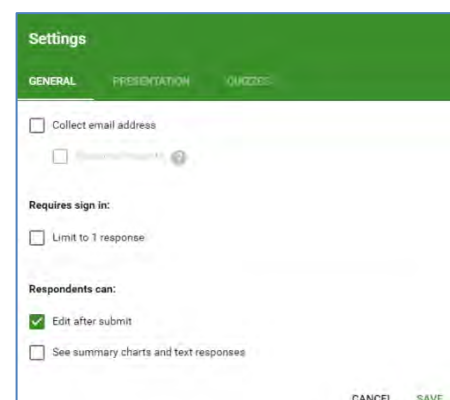 Settings
GENERAL PRESENTATION QUIZZES
Collect email address
Requires sign in:
Limit to 1 response
Respondents can:
Edit after submit
See summary charts and text responses
CANCEL SAVE